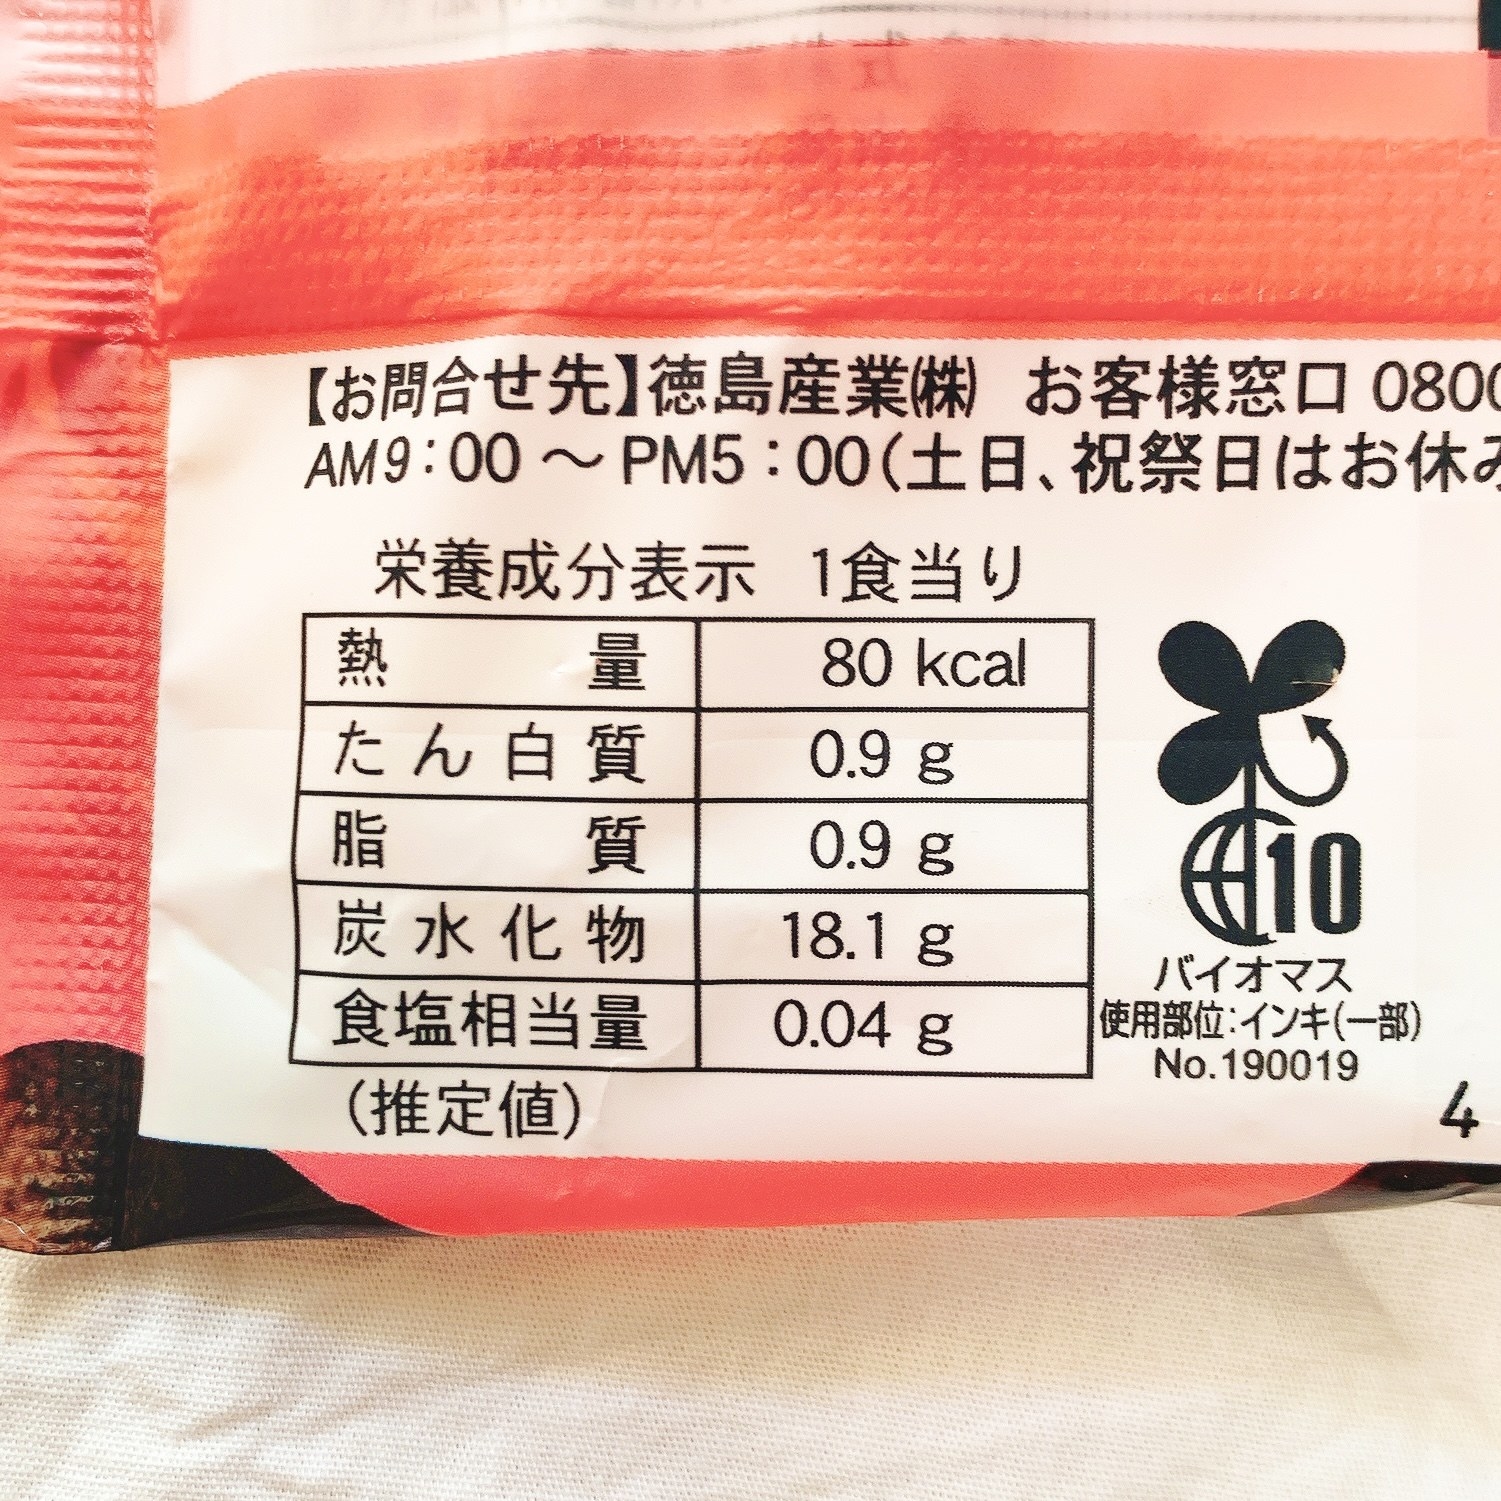 【お問合せ先】徳島産業㈱ お客様窓口 0800
AM9:00 ～ PM5:00(土日、祝祭日はお休み
栄養成分表示 1食当り
熱量 80 kcal
たん白質 0.9 g
脂質 0.9 g
炭水化物 18.1 g
食塩相当量 0.04 g
(推定値)
10
バイオマス
使用部位:インキ(一部)
No.190019
4